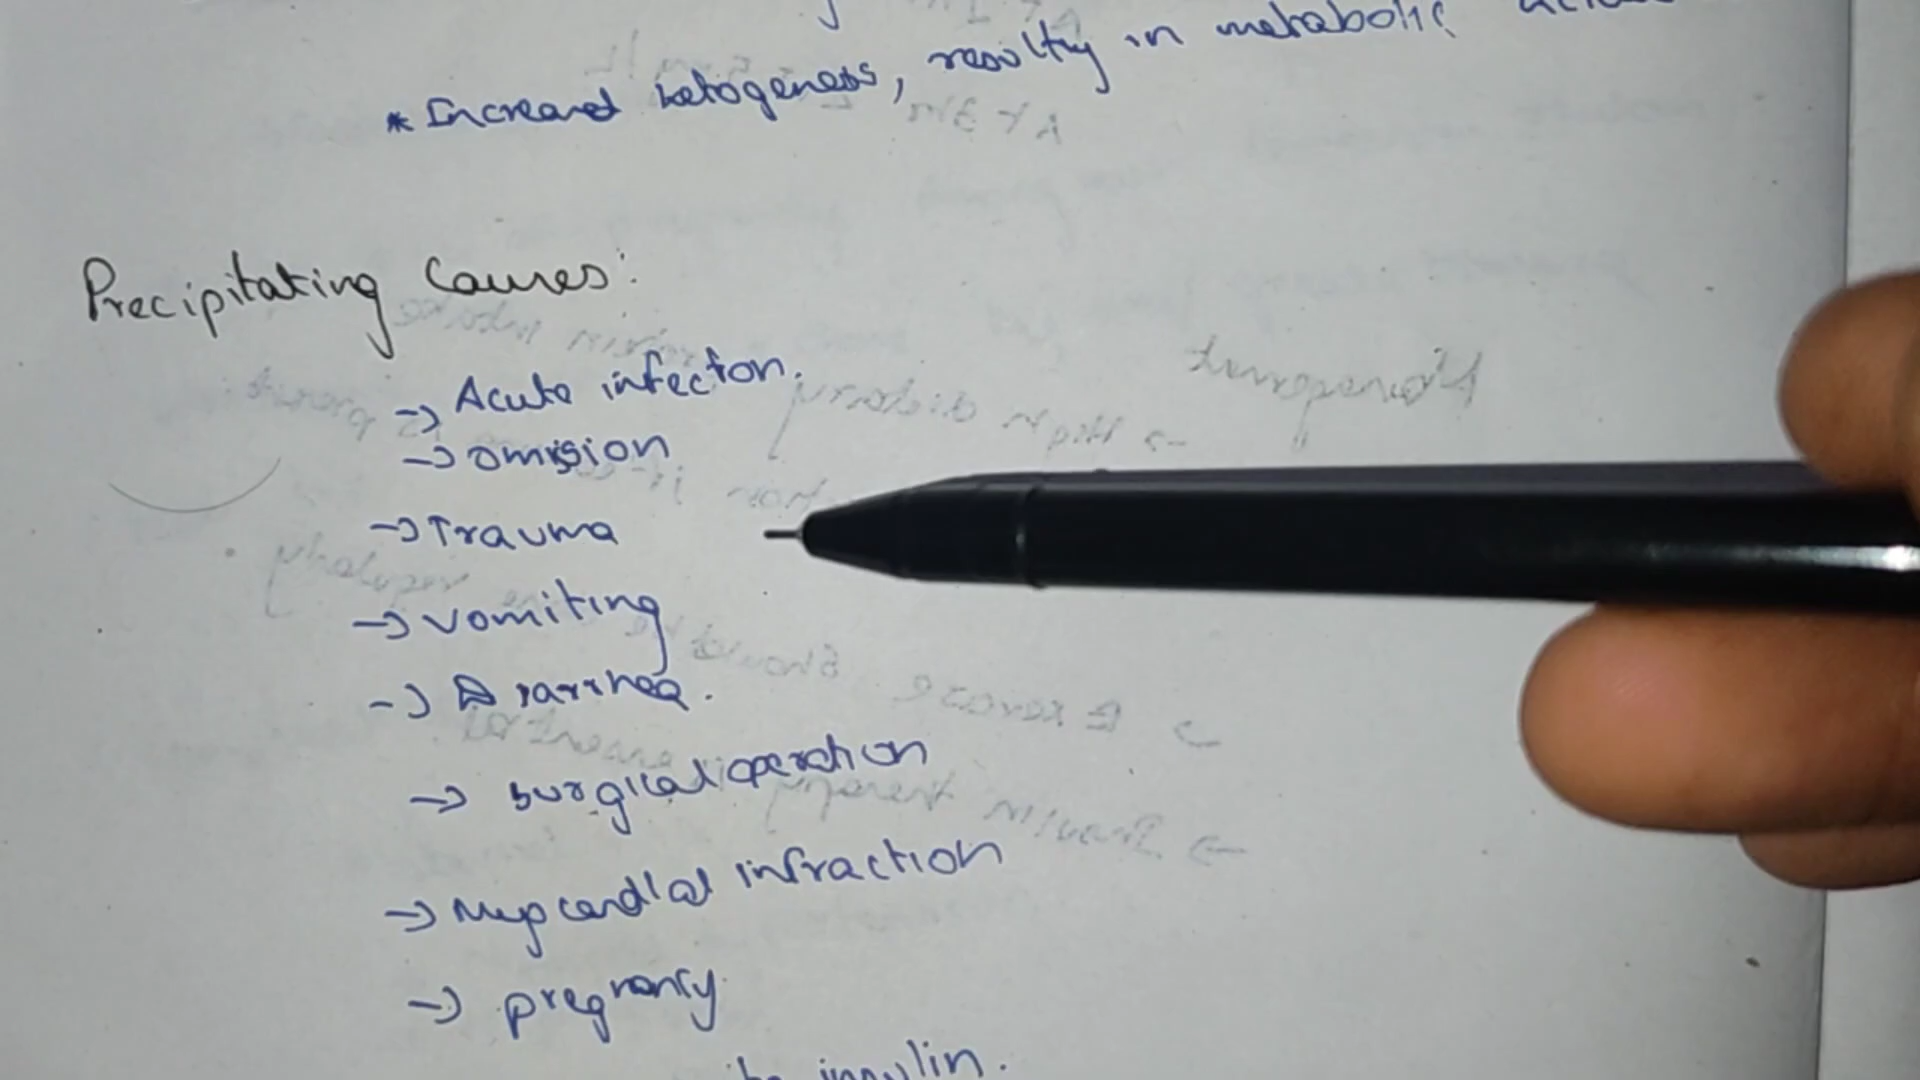 * Increased ketogenesis, resulting in metabolic
Precipitating Causes:
→ Acute infection.
→ omission
→ Trauma
→ vomiting
→ Diarrhea.
→ surgical operation
→ Myocardial infraction
→ pregnancy
to insulin.